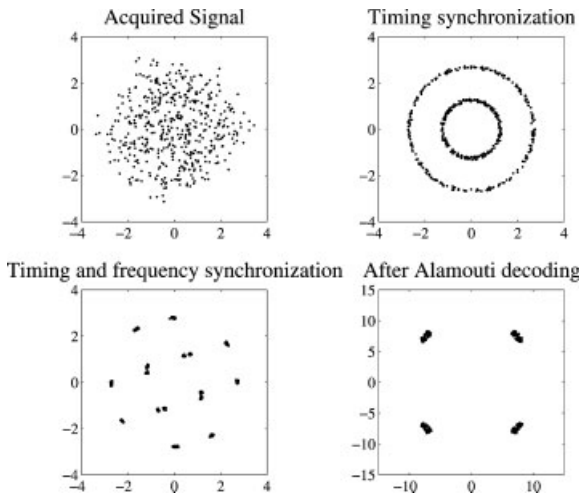 Acquired Signal
4
2
0
−2
−4
−4 −2 0 2 4
Timing synchronization
4
2
0
−2
−4
−4 −2 0 2 4
Timing and frequency synchronization
4
2
0
−2
−4
−4 −2 0 2 4
After Alamouti decoding
15
10
5
0
−5
−10
−15
−10 0 10